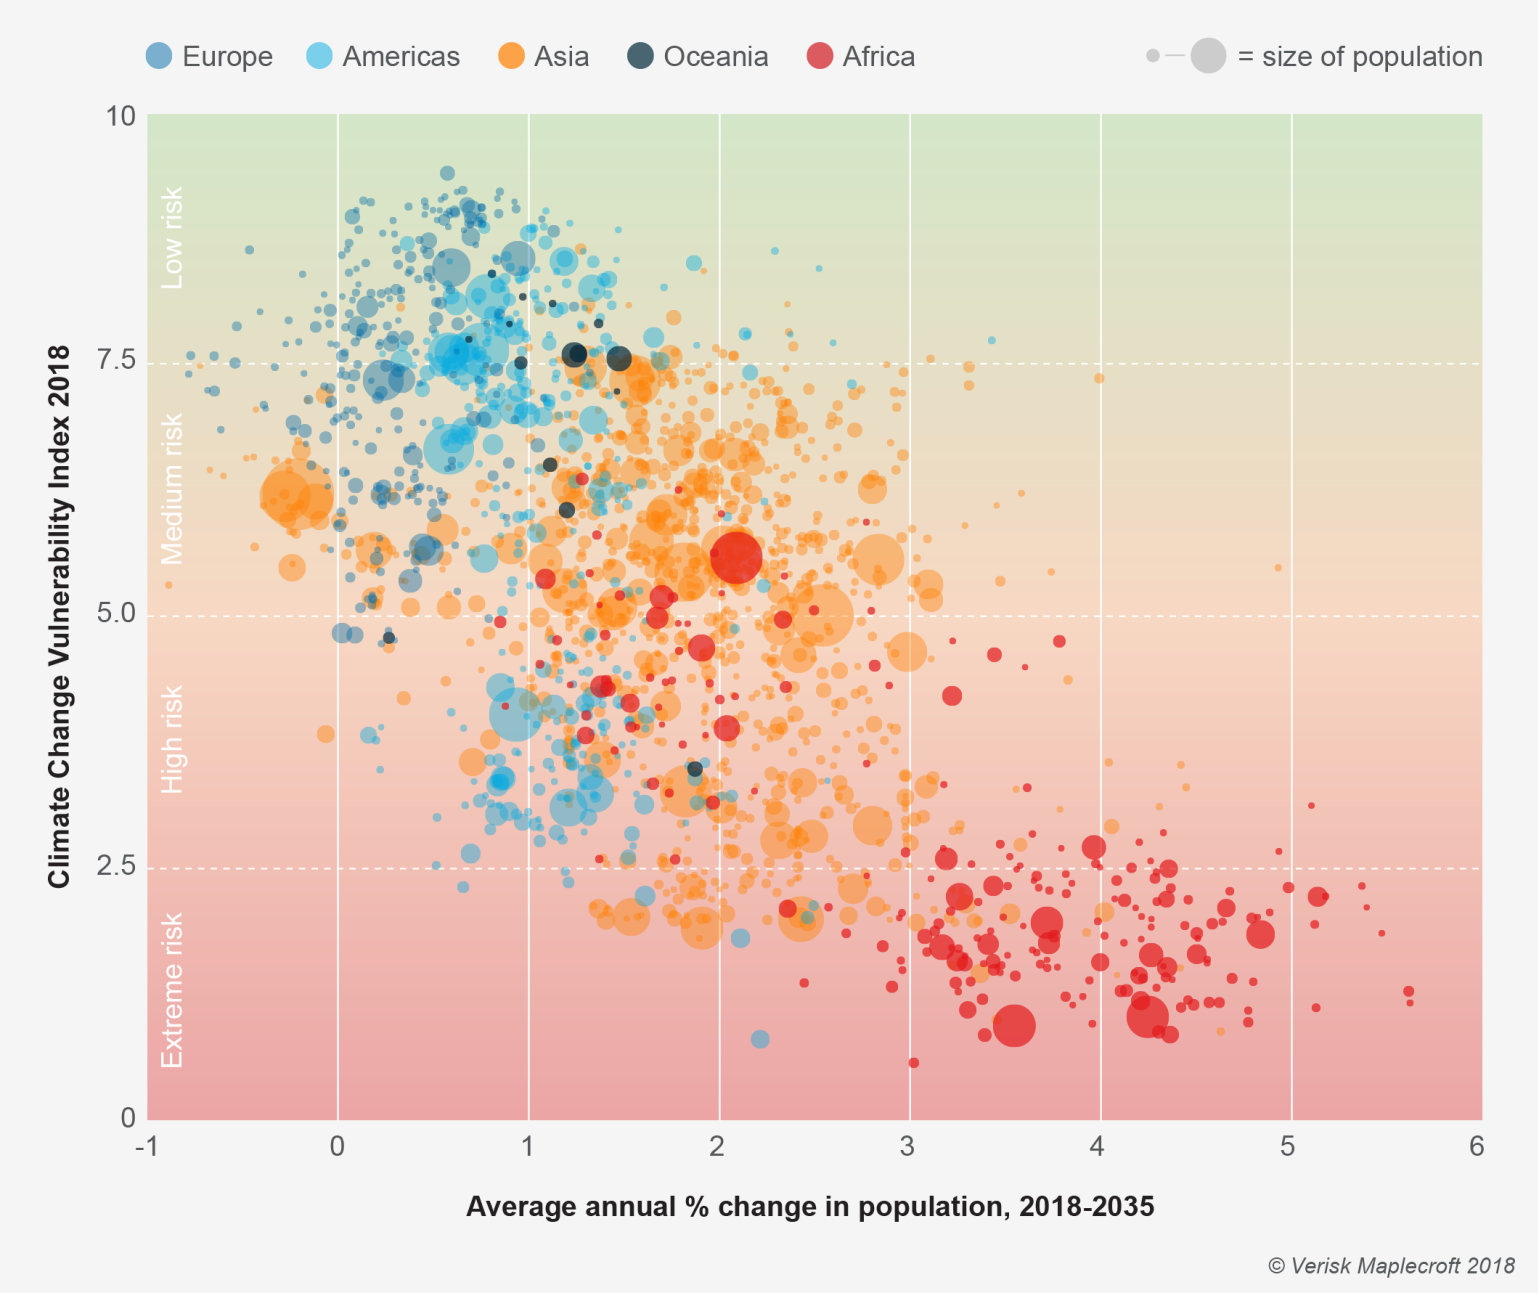 Europe Americas Asia Oceania Africa = size of population
10
7.5
5.0
2.5
0
Climate Change Vulnerability Index 2018
Low risk
Medium risk
High risk
Extreme risk
-1 0 1 2 3 4 5 6
Average annual % change in population, 2018-2035
© Verisk Maplecroft 2018